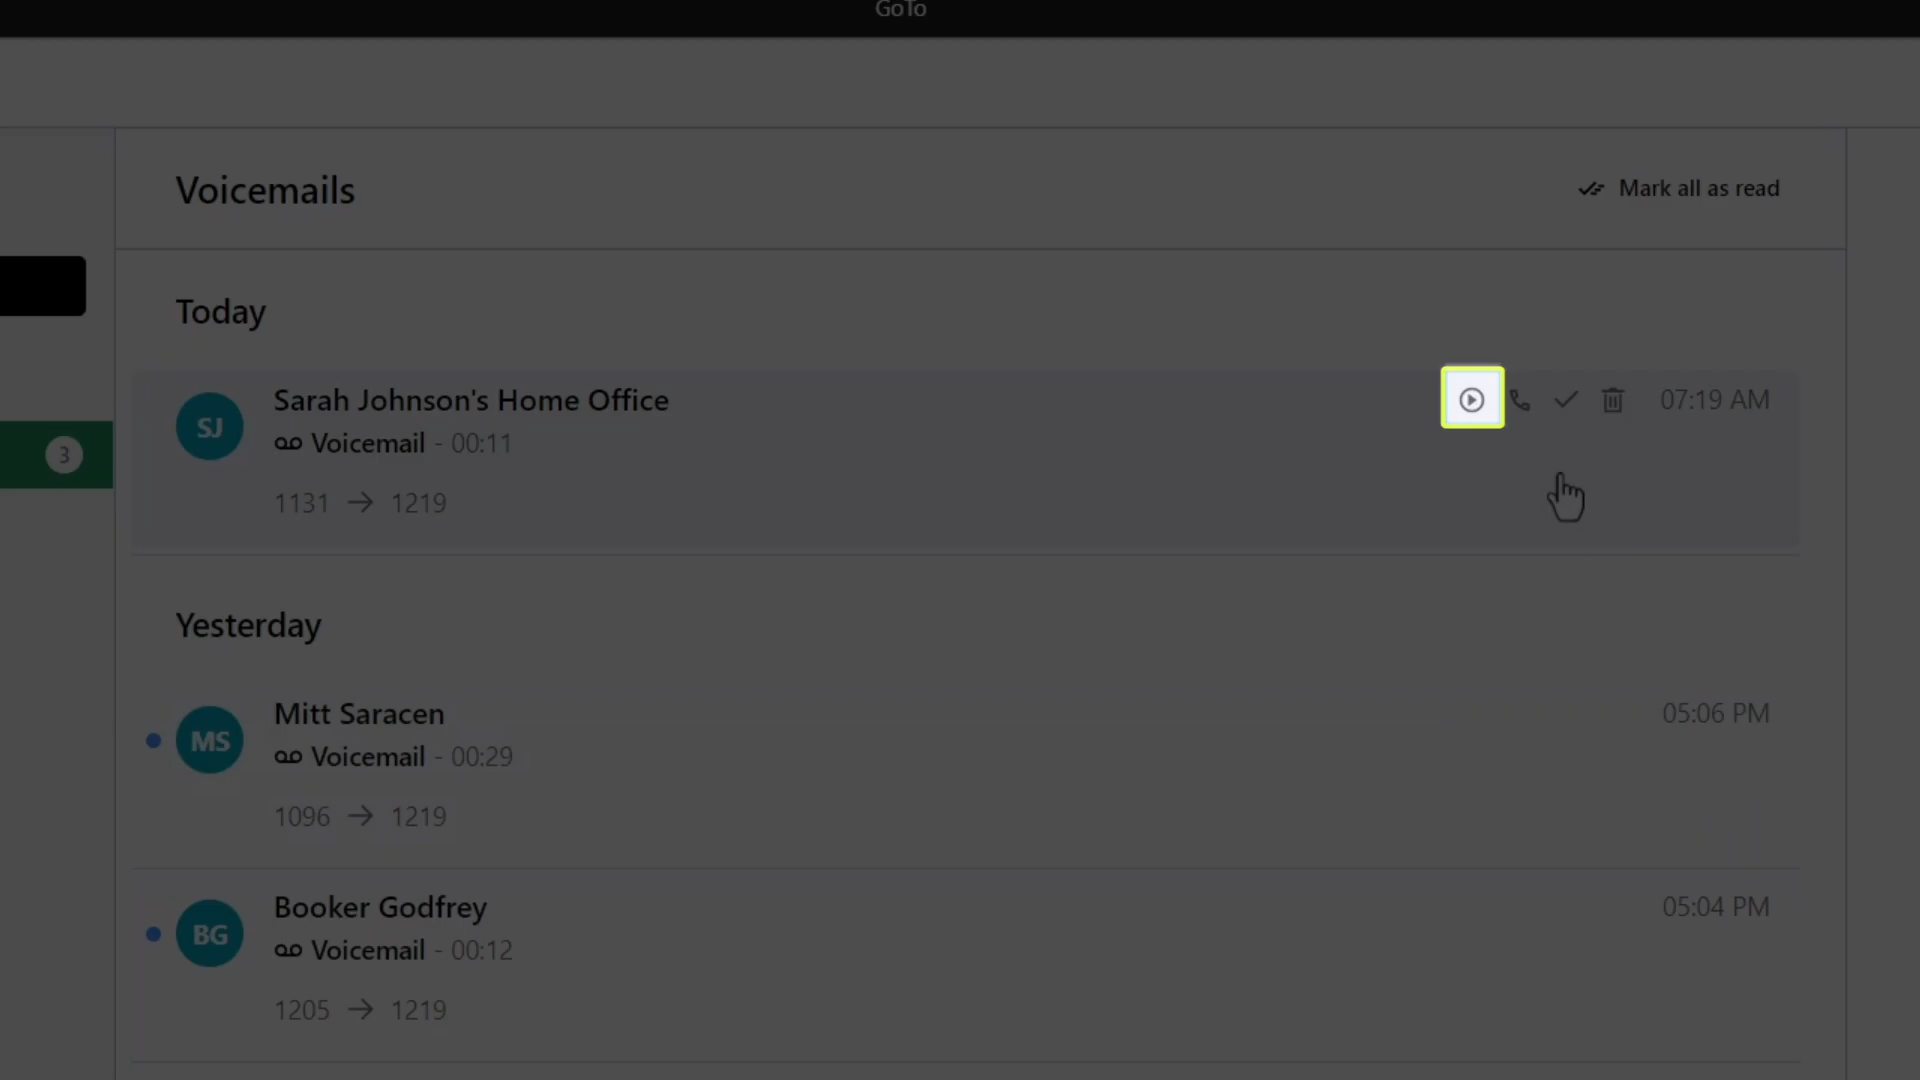 GoTo
Voicemails
Mark all as read
Today
3
SJ
Sarah Johnson's Home Office
07:19 AM
Voicemail - 00:11
1131 → 1219
Yesterday
MS
Mitt Saracen
05:06 PM
Voicemail - 00:29
1096 → 1219
BG
Booker Godfrey
05:04 PM
Voicemail - 00:12
1205 → 1219